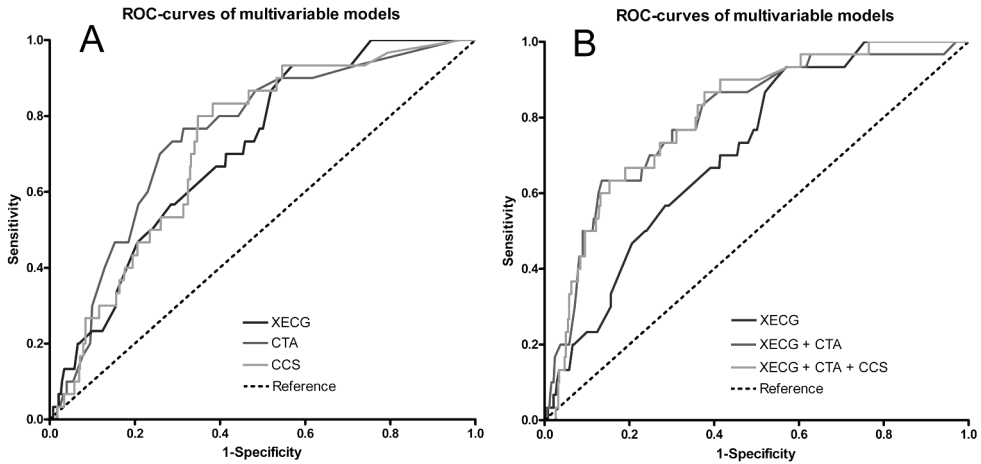 ROC-curves of multivariable models
A
1.0
0.8
0.6
0.4
0.2
0.0
Sensitivity
XECG
CTA
CCS
Reference
0.0 0.2 0.4 0.6 0.8 1.0
1-Specificity
ROC-curves of multivariable models
B
1.0
0.8
0.6
0.4
0.2
0.0
Sensitivity
XECG
XECG + CTA
XECG + CTA + CCS
Reference
0.0 0.2 0.4 0.6 0.8 1.0
1-Specificity